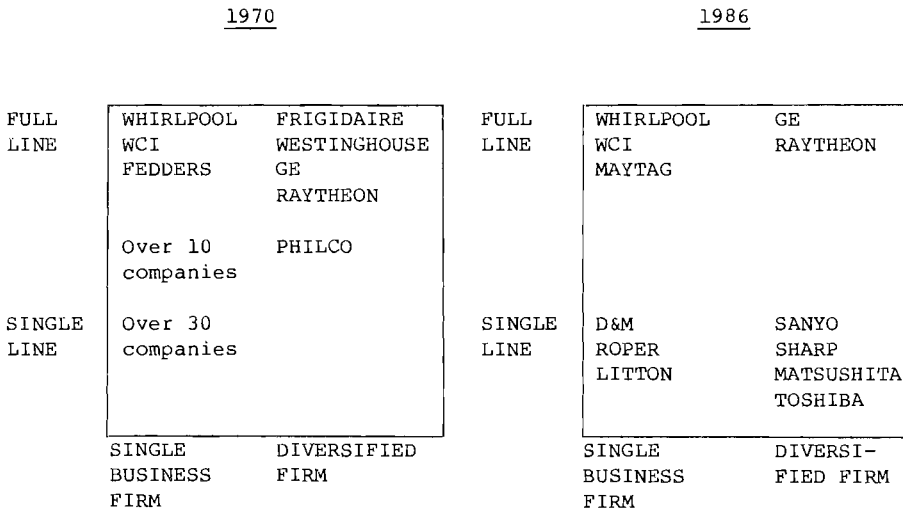 1970 1986
FULL WHIRLPOOL FRIGIDAIRE FULL WHIRLPOOL GE
LINE WCI WESTINGHOUSE LINE WCI RAYTHEON
FEDDERS GE MAYTAG
RAYTHEON
Over 10 PHILCO
companies
SINGLE Over 30 SINGLE D&M SANYO
LINE companies LINE ROPER SHARP
LITTON MATSUSHITA
TOSHIBA
SINGLE DIVERSIFIED SINGLE DIVERSI-
BUSINESS FIRM BUSINESS FIED FIRM
FIRM FIRM